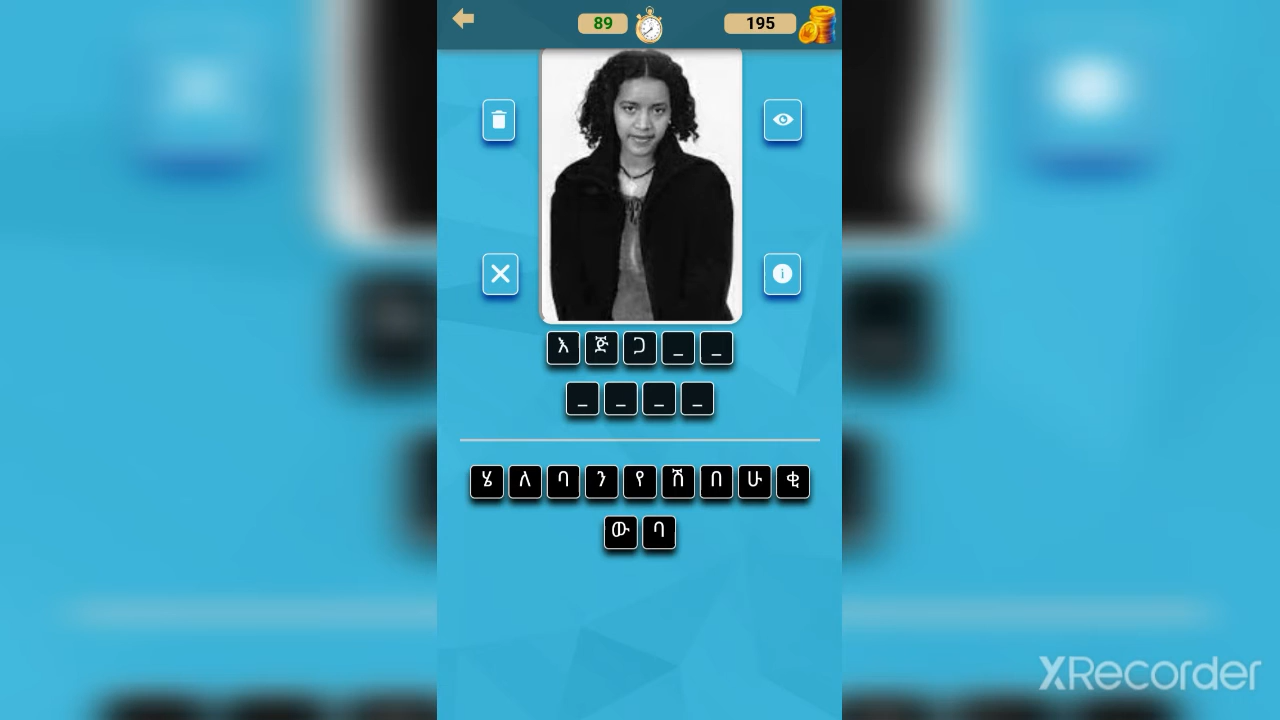 89 195
እ ጅ ጋ _ _
_ _ _ _
ሄ ለ ባ ን የ ሽ በ ሁ ቂ
ው ባ
XRecorder